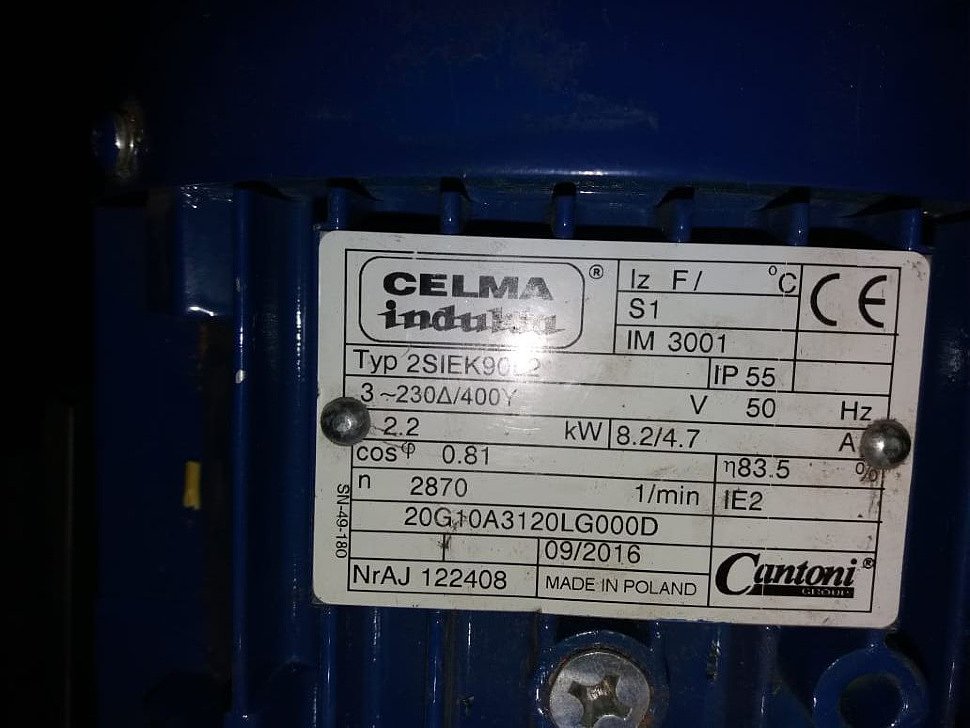 CELMA ®
indukta
Iz F/ °C
CE
S1
IM 3001
Typ 2SIEK90L2
IP 55
3 ~230Δ/400Y V 50 Hz
2.2 kW 8.2/4.7 A
cosφ 0.81 η83.5 %
n 2870 1/min IE2
20G10A3120LG000D
SN-49-180
09/2016
NrAJ 122408
MADE IN POLAND
Cantoni ®
GROUP